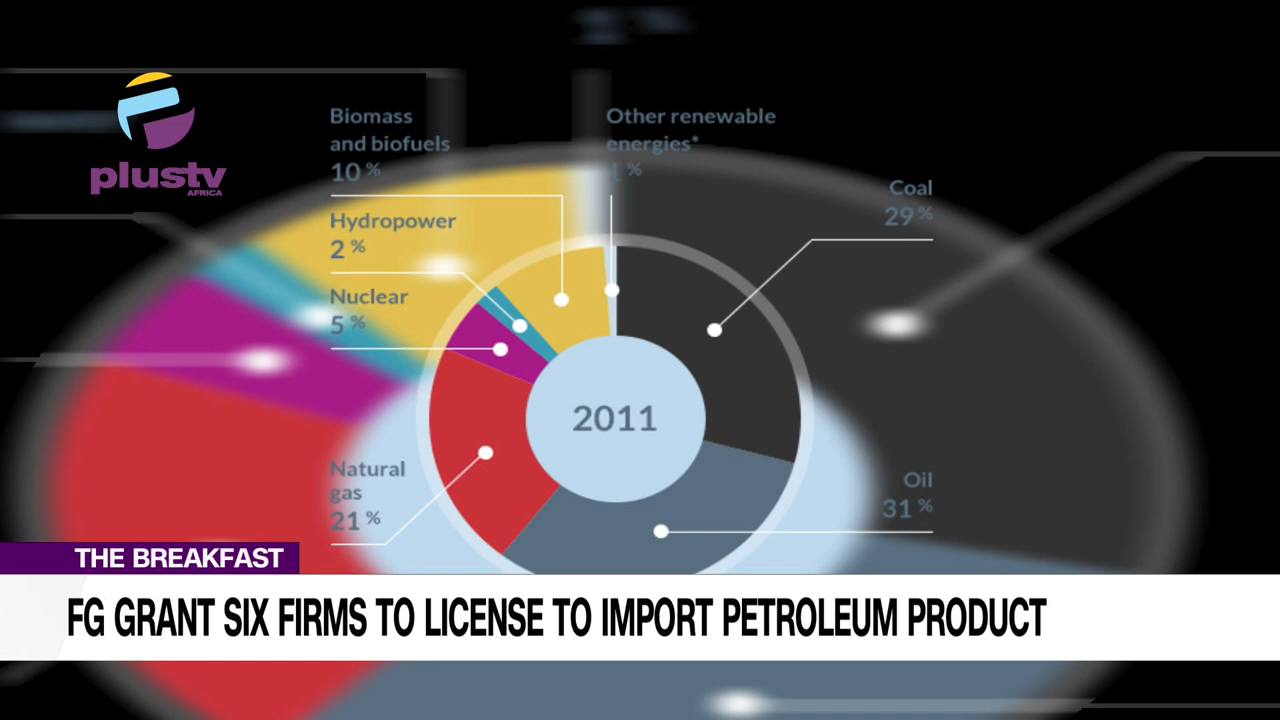 plustv
AFRICA
Biomass
and biofuels
10 %
Other renewable
energies*
1 %
Coal
29 %
Hydropower
2 %
Nuclear
5 %
2011
Natural
gas
21 %
Oil
31 %
THE BREAKFAST
FG GRANT SIX FIRMS TO LICENSE TO IMPORT PETROLEUM PRODUCT